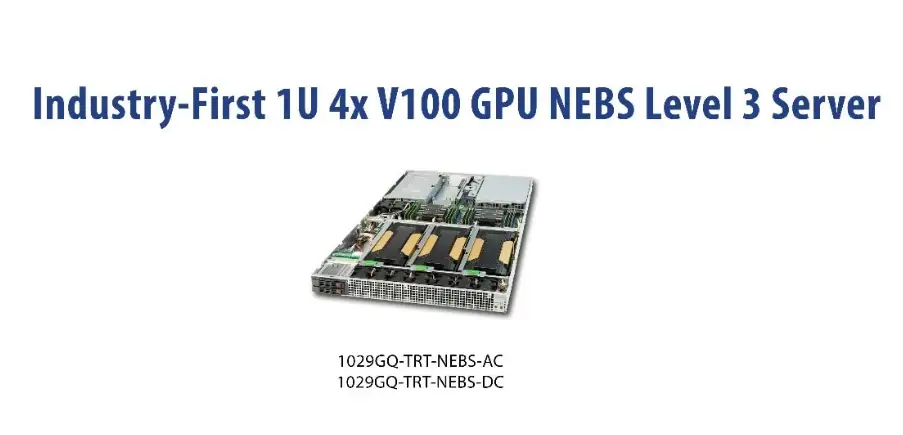 Industry-First 1U 4x V100 GPU NEBS Level 3 Server
1029GQ-TRT-NEBS-AC
1029GQ-TRT-NEBS-DC